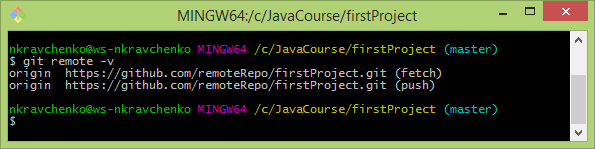 MINGW64:/c/JavaCourse/firstProject
nkravchenko@ws-nkravchenko MINGW64 /c/JavaCourse/firstProject (master)
$ git remote -v
origin  https://github.com/remoteRepo/firstProject.git (fetch)
origin  https://github.com/remoteRepo/firstProject.git (push)
nkravchenko@ws-nkravchenko MINGW64 /c/JavaCourse/firstProject (master)
$